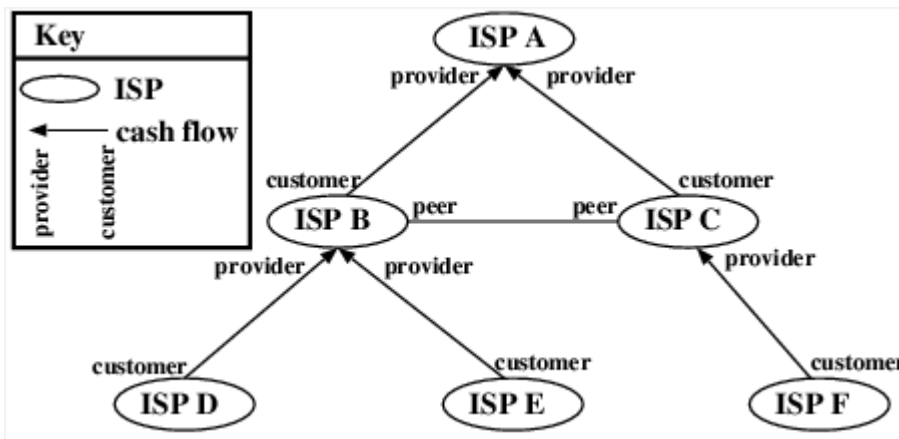 Key
ISP
cash flow
provider
customer
ISP A
provider provider
customer customer
ISP B peer peer ISP C
provider provider provider
customer customer customer
ISP D ISP E ISP F